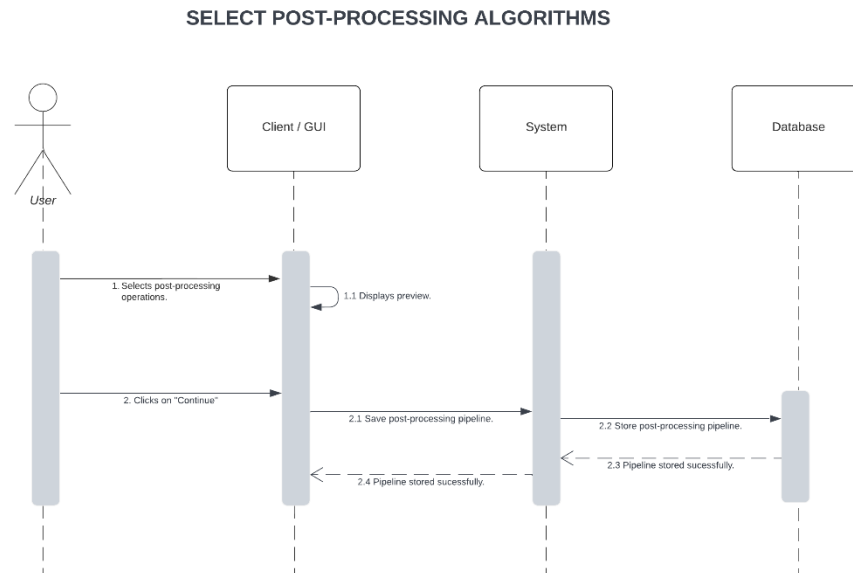 SELECT POST-PROCESSING ALGORITHMS
Client / GUI
System
Database
User
1. Selects post-processing
operations.
1.1 Displays preview.
2. Clicks on "Continue"
2.1 Save post-processing pipeline.
2.2 Store post-processing pipeline.
2.3 Pipeline stored sucessfully.
2.4 Pipeline stored sucessfully.